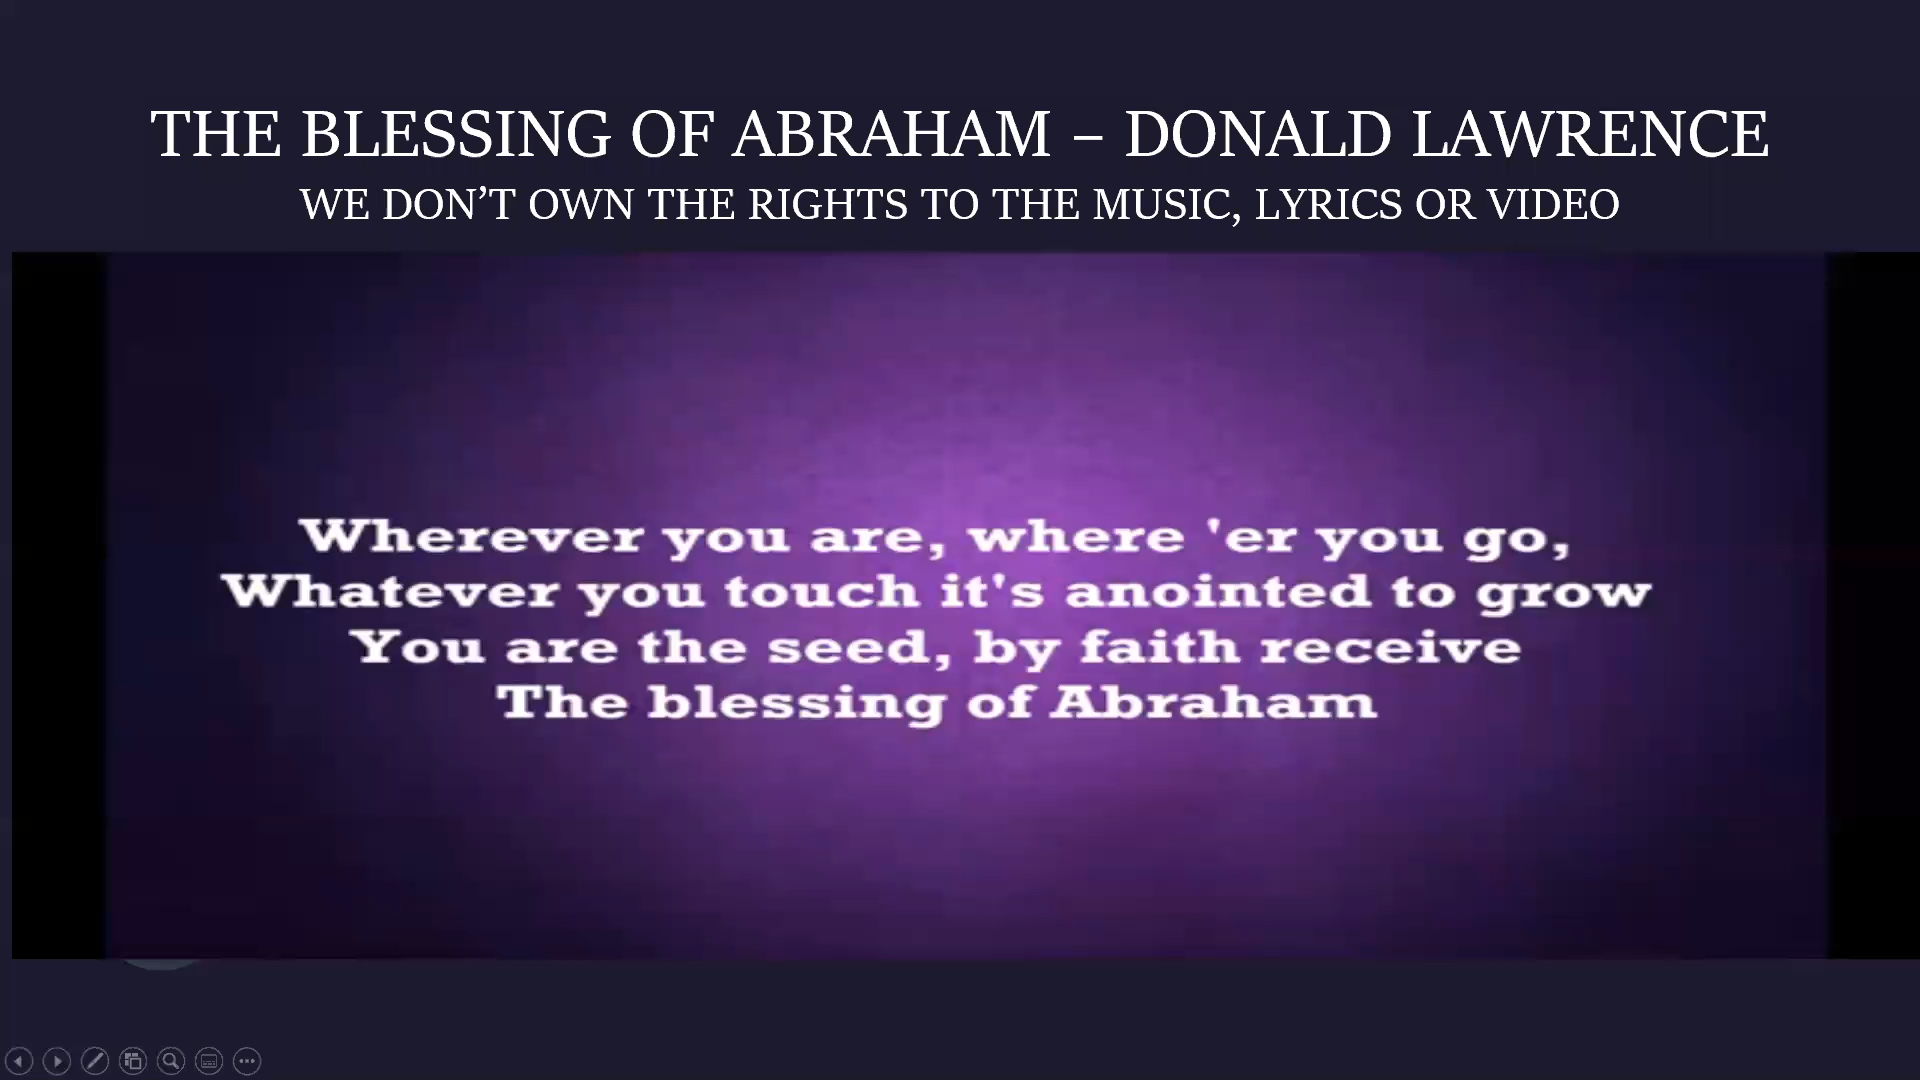 THE BLESSING OF ABRAHAM – DONALD LAWRENCE
WE DON’T OWN THE RIGHTS TO THE MUSIC, LYRICS OR VIDEO
Wherever you are, where 'er you go,
Whatever you touch it's anointed to grow
You are the seed, by faith receive
The blessing of Abraham